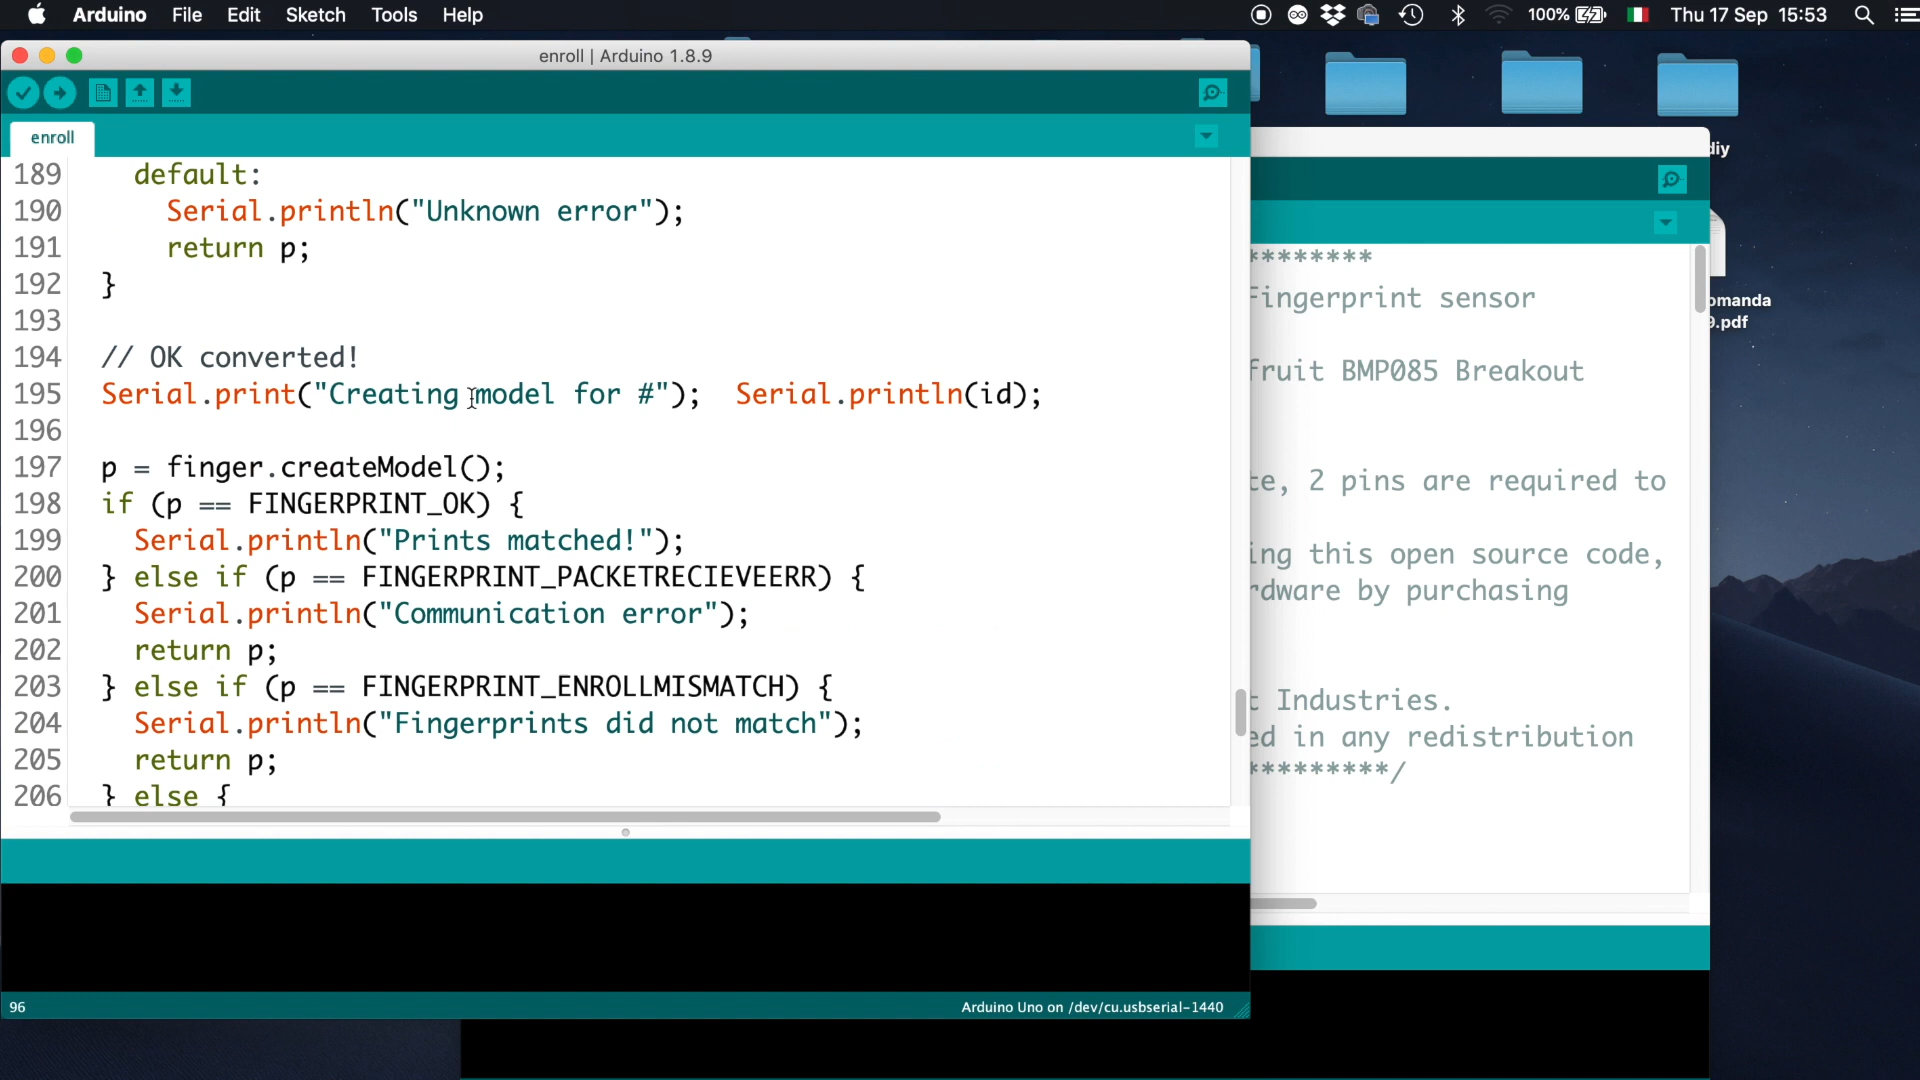 Arduino File Edit Sketch Tools Help
100% Thu 17 Sep 15:53
enroll | Arduino 1.8.9
enroll
189 default:
190 Serial.println("Unknown error");
191 return p;
192 }
193
194 // OK converted!
195 Serial.print("Creating model for #"); Serial.println(id);
196
197 p = finger.createModel();
198 if (p == FINGERPRINT_OK) {
199 Serial.println("Prints matched!");
200 } else if (p == FINGERPRINT_PACKETRECIEVEERR) {
201 Serial.println("Communication error");
202 return p;
203 } else if (p == FINGERPRINT_ENROLLMISMATCH) {
204 Serial.println("Fingerprints did not match");
205 return p;
206 } else {
96
Arduino Uno on /dev/cu.usbserial-1440
********
Fingerprint sensor
fruit BMP085 Breakout
te, 2 pins are required to
ing this open source code,
rdware by purchasing
t Industries.
ed in any redistribution
*********/
diy
omanda
9.pdf